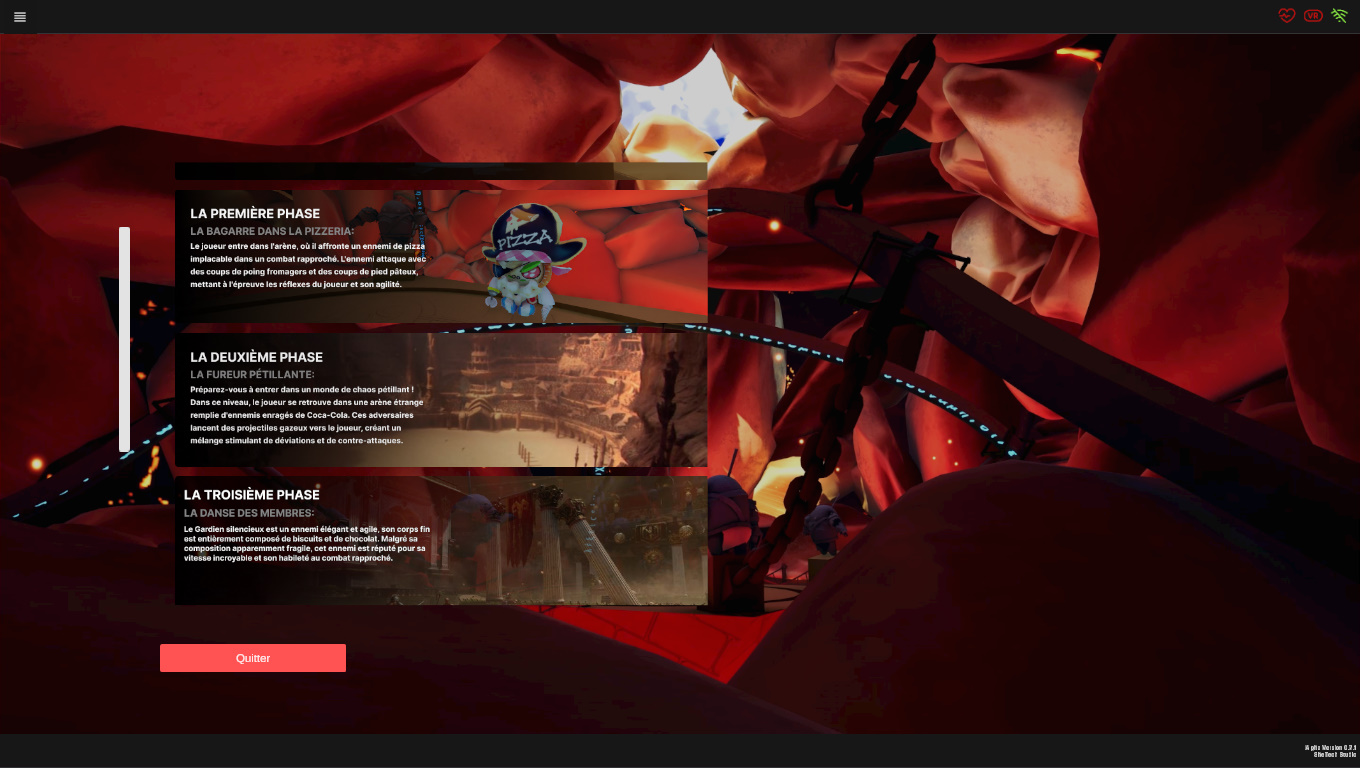 VR
LA PREMIÈRE PHASE
LA BAGARRE DANS LA PIZZERIA:
Le joueur entre dans l'arène, où il affronte un ennemi de pizza
implacable dans un combat rapproché. L'ennemi attaque avec
des coups de poing fromagers et des coups de pied pâteux,
mettant à l'épreuve les réflexes du joueur et son agilité.
PIZZA
LA DEUXIÈME PHASE
LA FUREUR PÉTILLANTE:
Préparez-vous à entrer dans un monde de chaos pétillant !
Dans ce niveau, le joueur se retrouve dans une arène étrange
remplie d'ennemis enragés de Coca-Cola. Ces adversaires
lancent des projectiles gazeux vers le joueur, créant un
mélange stimulant de déviations et de contre-attaques.
LA TROISIÈME PHASE
LA DANSE DES MEMBRES:
Le Gardien silencieux est un ennemi élégant et agile, son corps fin
est entièrement composé de biscuits et de chocolat. Malgré sa
composition apparemment fragile, cet ennemi est réputé pour sa
vitesse incroyable et son habileté au combat rapproché.
Quitter